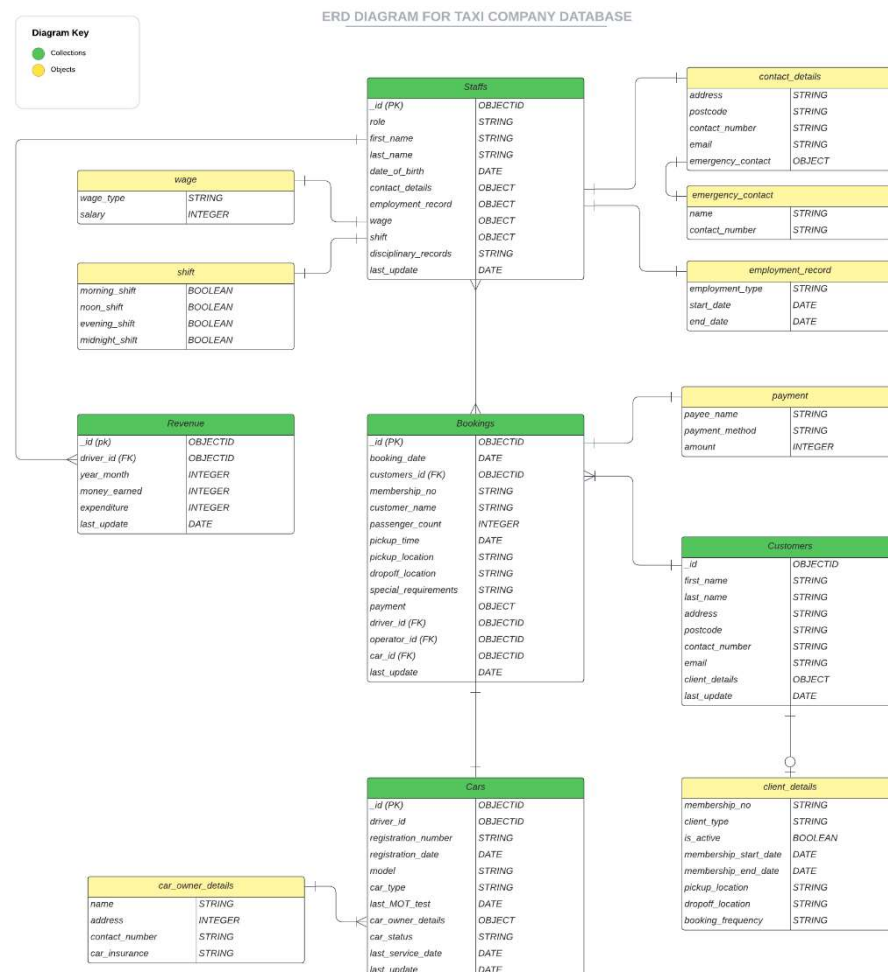 ERD DIAGRAM FOR TAXI COMPANY DATABASE
Diagram Key
Collections
Objects
Staffs
_id (PK) OBJECTID
role STRING
first_name STRING
last_name STRING
date_of_birth DATE
contact_details OBJECT
employment_record OBJECT
wage OBJECT
shift OBJECT
disciplinary_records STRING
last_update DATE
contact_details
address STRING
postcode STRING
contact_number STRING
email STRING
emergency_contact OBJECT
emergency_contact
name STRING
contact_number STRING
employment_record
employment_type STRING
start_date DATE
end_date DATE
wage
wage_type STRING
salary INTEGER
shift
morning_shift BOOLEAN
noon_shift BOOLEAN
evening_shift BOOLEAN
midnight_shift BOOLEAN
Revenue
_id (pk) OBJECTID
driver_id (FK) OBJECTID
year_month INTEGER
money_earned INTEGER
expenditure INTEGER
last_update DATE
Bookings
_id (PK) OBJECTID
booking_date DATE
customers_id (FK) OBJECTID
membership_no STRING
customer_name STRING
passenger_count INTEGER
pickup_time DATE
pickup_location STRING
dropoff_location STRING
special_requirements STRING
payment OBJECT
driver_id (FK) OBJECTID
operator_id (FK) OBJECTID
car_id (FK) OBJECTID
last_update DATE
payment
payee_name STRING
payment_method STRING
amount INTEGER
Customers
_id OBJECTID
first_name STRING
last_name STRING
address STRING
postcode STRING
contact_number STRING
email STRING
client_details OBJECT
last_update DATE
client_details
membership_no STRING
client_type STRING
is_active BOOLEAN
membership_start_date DATE
membership_end_date DATE
pickup_location STRING
dropoff_location STRING
booking_frequency STRING
Cars
_id (PK) OBJECTID
driver_id OBJECTID
registration_number STRING
registration_date DATE
model STRING
car_type STRING
last_MOT_test DATE
car_owner_details OBJECT
car_status STRING
last_service_date DATE
last_update DATE
car_owner_details
name STRING
address INTEGER
contact_number STRING
car_insurance STRING